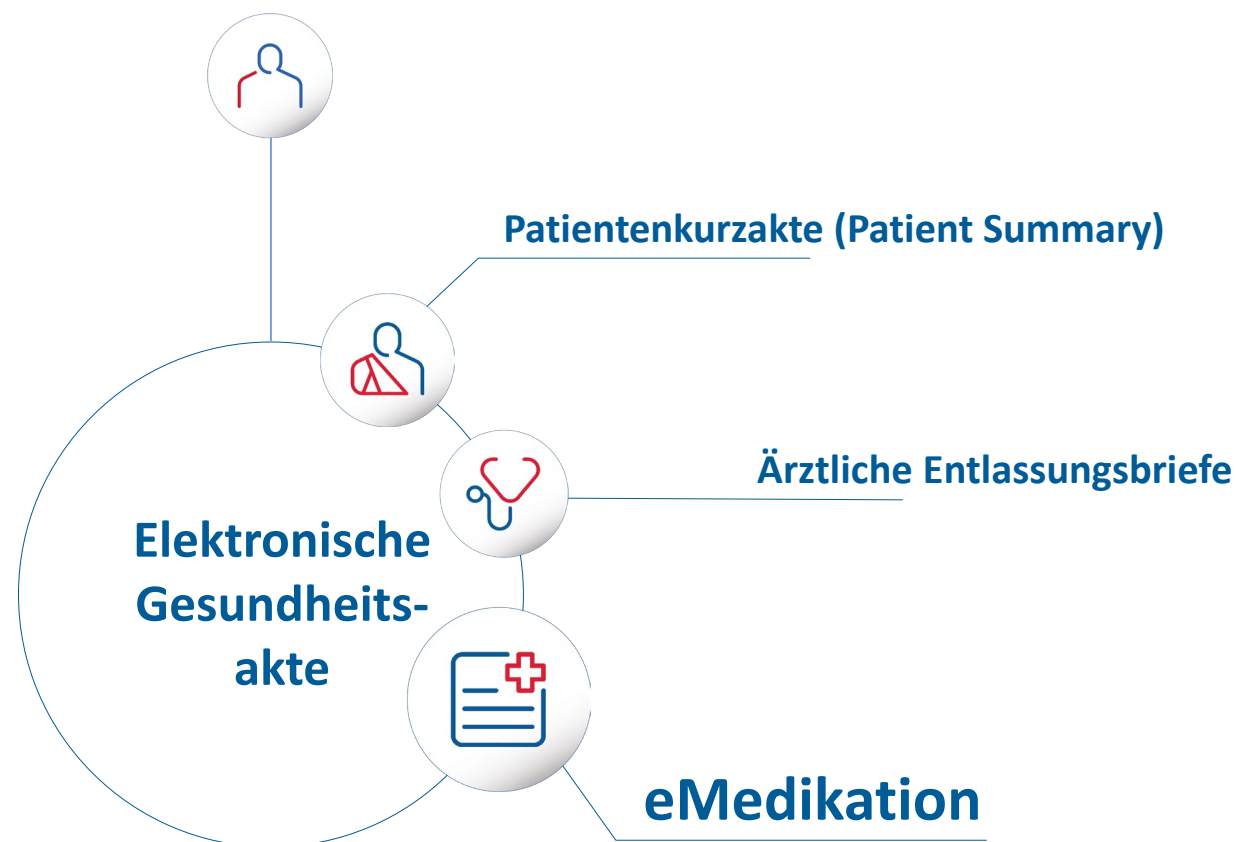 Patientenkurzakte (Patient Summary)
Ärztliche Entlassungsbriefe
Elektronische
Gesundheits-
akte
eMedikation